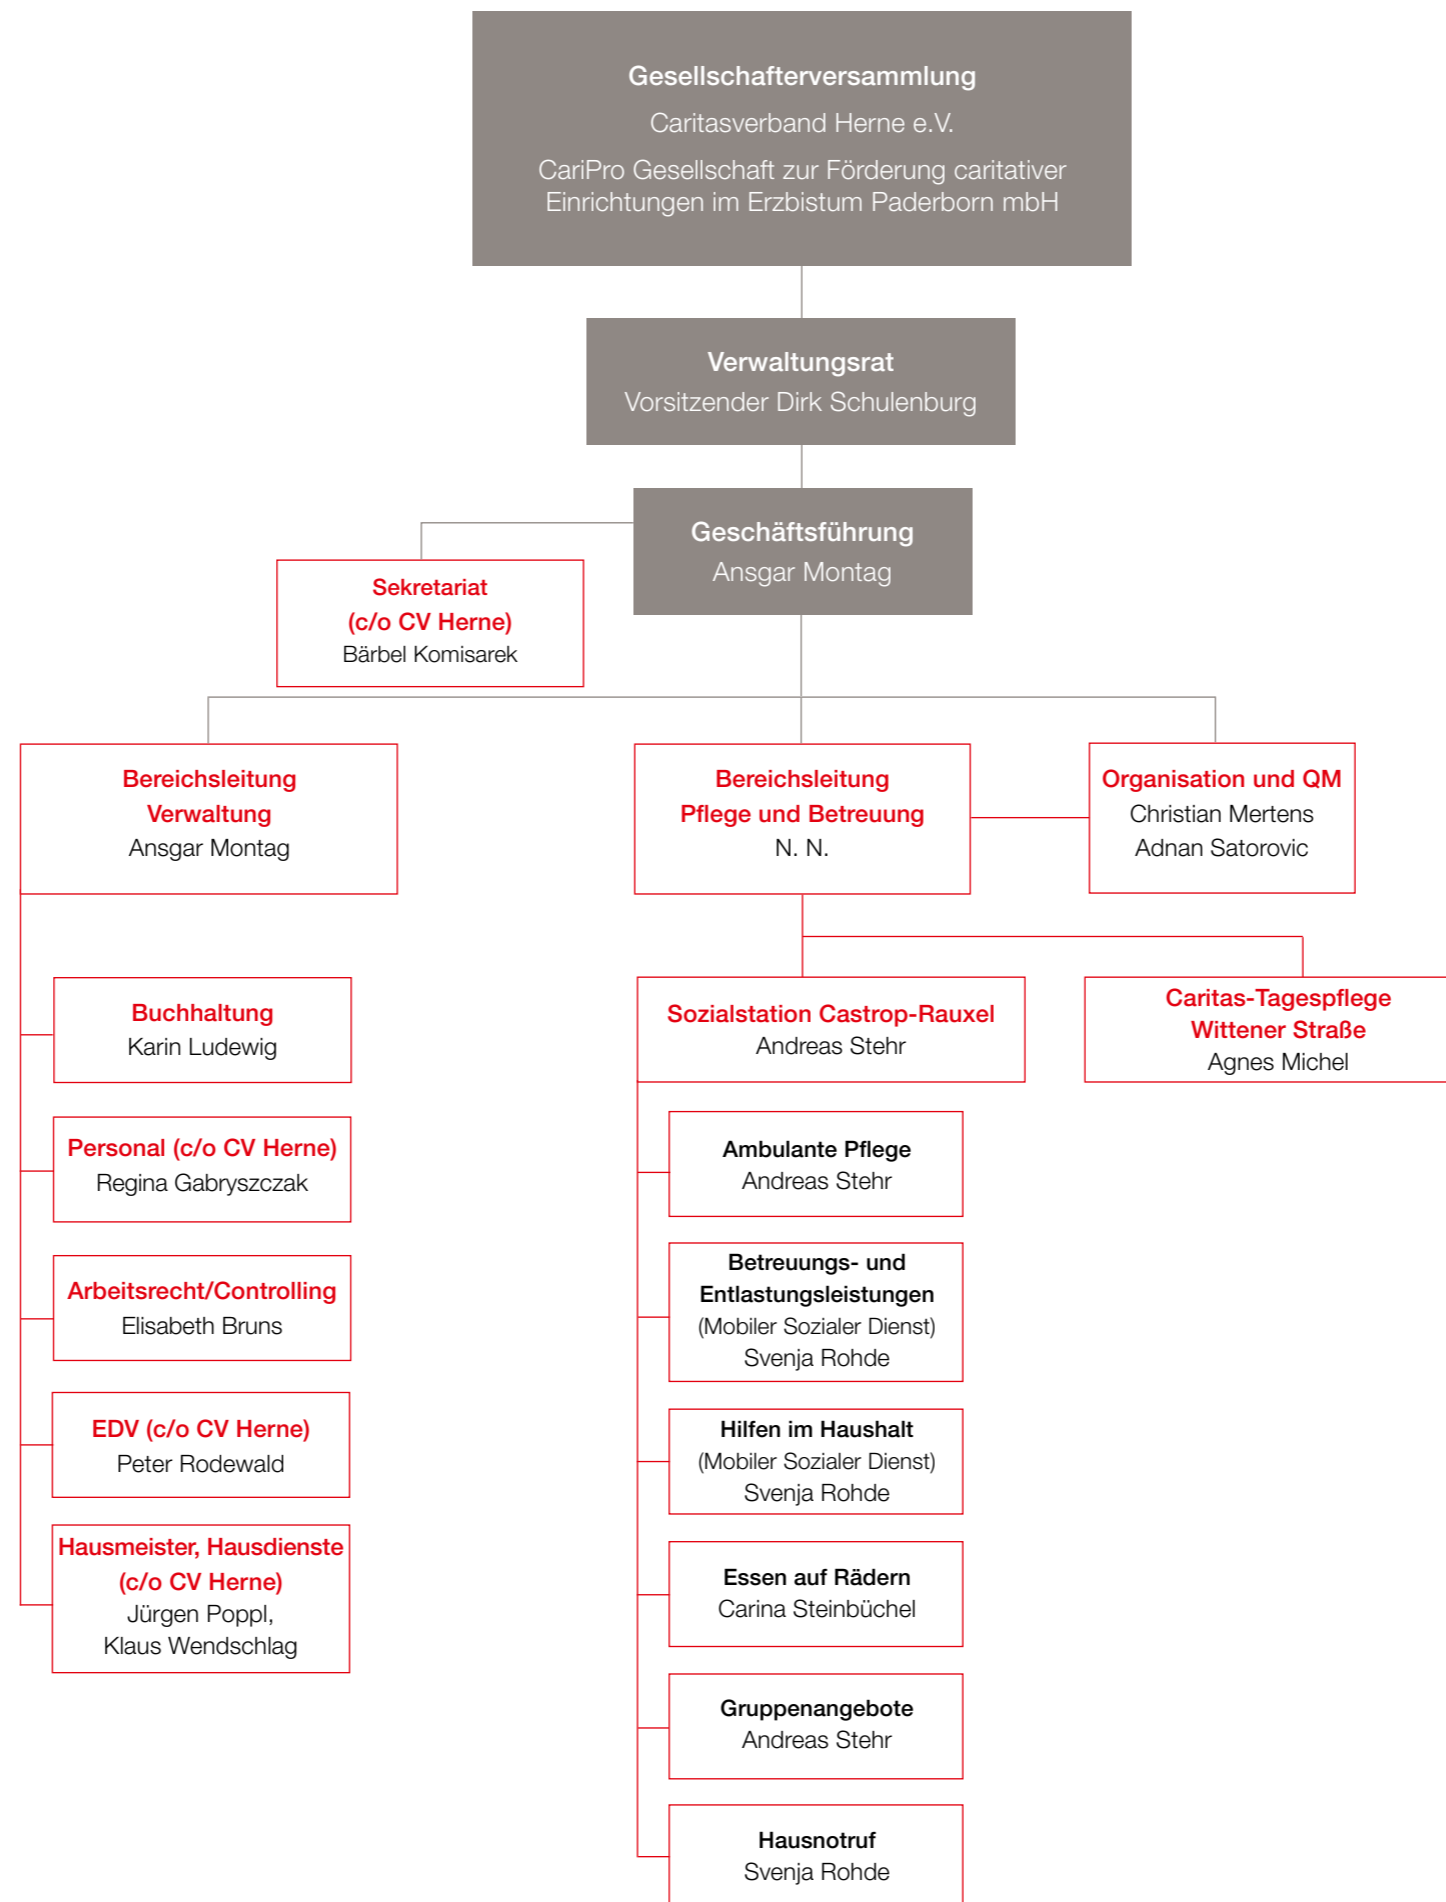 Gesellschafterversammlung
Caritasverband Herne e.V.
CariPro Gesellschaft zur Förderung caritativer
Einrichtungen im Erzbistum Paderborn mbH
Verwaltungsrat
Vorsitzender Dirk Schulenburg
Geschäftsführung
Ansgar Montag
Sekretariat
(c/o CV Herne)
Bärbel Komisarek
Bereichsleitung
Verwaltung
Ansgar Montag
Bereichsleitung
Pflege und Betreuung
N. N.
Organisation und QM
Christian Mertens
Adnan Satorovic
Buchhaltung
Karin Ludewig
Personal (c/o CV Herne)
Regina Gabryszczak
Arbeitsrecht/Controlling
Elisabeth Bruns
EDV (c/o CV Herne)
Peter Rodewald
Hausmeister, Hausdienste
(c/o CV Herne)
Jürgen Poppl,
Klaus Wendschlag
Sozialstation Castrop-Rauxel
Andreas Stehr
Caritas-Tagespflege
Wittener Straße
Agnes Michel
Ambulante Pflege
Andreas Stehr
Betreuungs- und
Entlastungsleistungen
(Mobiler Sozialer Dienst)
Svenja Rohde
Hilfen im Haushalt
(Mobiler Sozialer Dienst)
Svenja Rohde
Essen auf Rädern
Carina Steinbüchel
Gruppenangebote
Andreas Stehr
Hausnotruf
Svenja Rohde